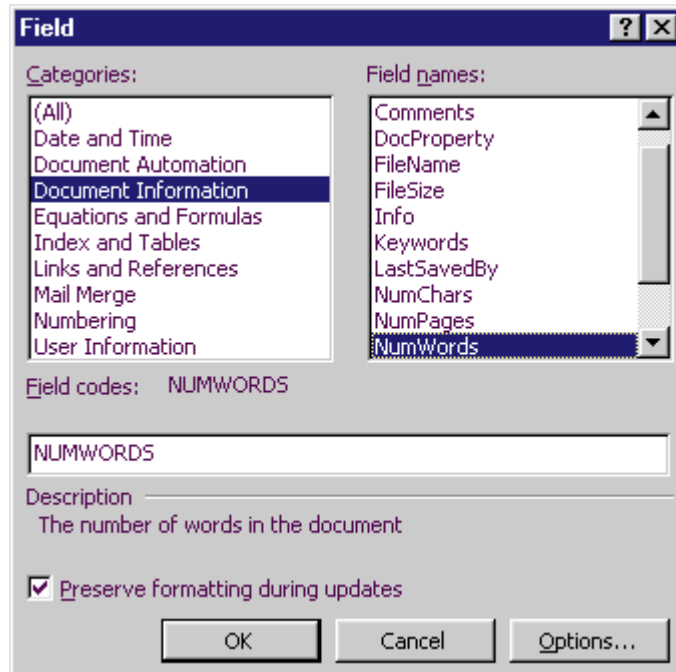 Field
Categories:
(All)
Date and Time
Document Automation
Document Information
Equations and Formulas
Index and Tables
Links and References
Mail Merge
Numbering
User Information
Field names:
Comments
DocProperty
FileName
FileSize
Info
Keywords
LastSavedBy
NumChars
NumPages
NumWords
Field codes: NUMWORDS
NUMWORDS
Description
The number of words in the document
Preserve formatting during updates
OK Cancel Options...